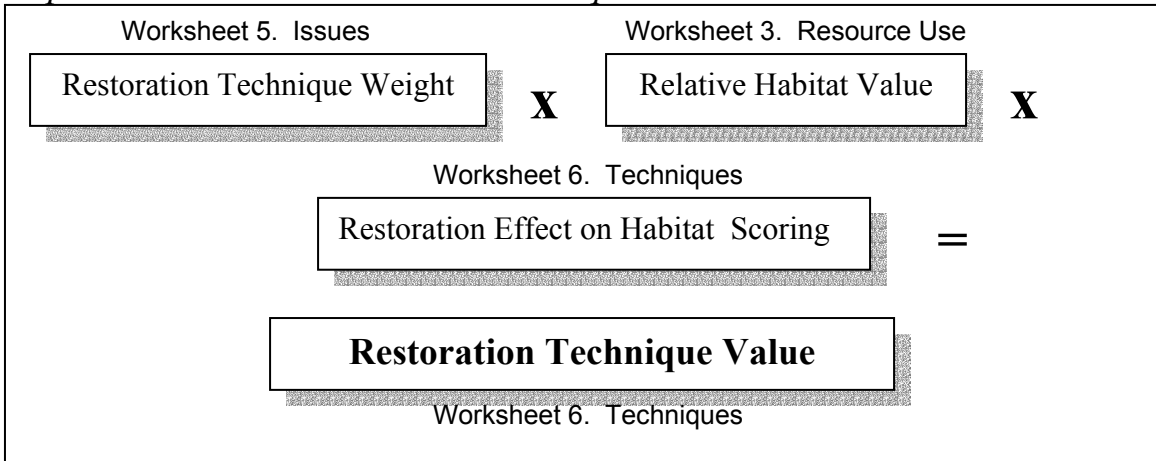 Worksheet 5. Issues Worksheet 3. Resource Use
Restoration Technique Weight x Relative Habitat Value x
Worksheet 6. Techniques
Restoration Effect on Habitat Scoring =
Restoration Technique Value
Worksheet 6. Techniques